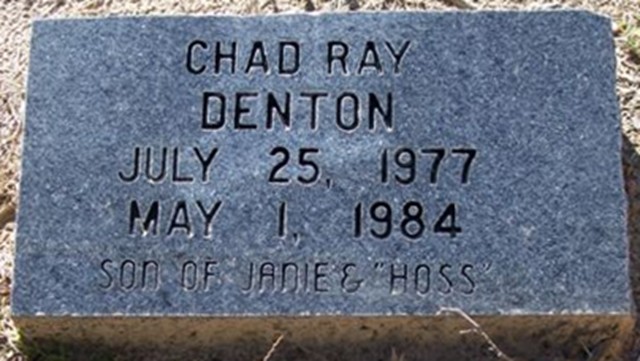 CHAD RAY
DENTON
JULY 25, 1977
MAY 1, 1984
SON OF JANIE & "HOSS"